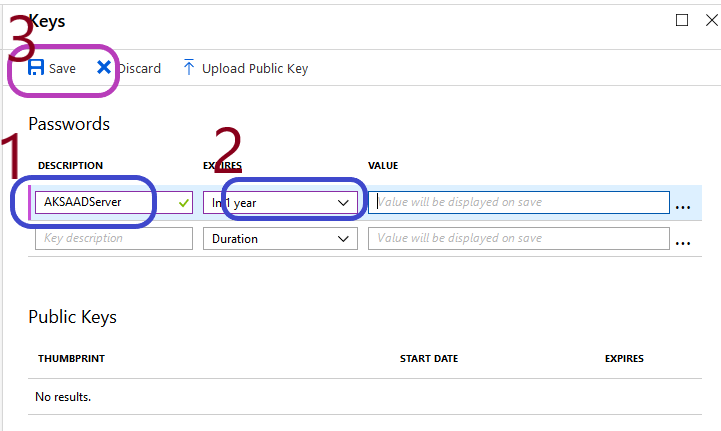 Keys
3
Save Discard Upload Public Key
Passwords
1 2
DESCRIPTION EXPIRES VALUE
AKSAADServer In 1 year Value will be displayed on save ...
Key description Duration Value will be displayed on save ...
Public Keys
THUMBPRINT START DATE EXPIRES
No results.